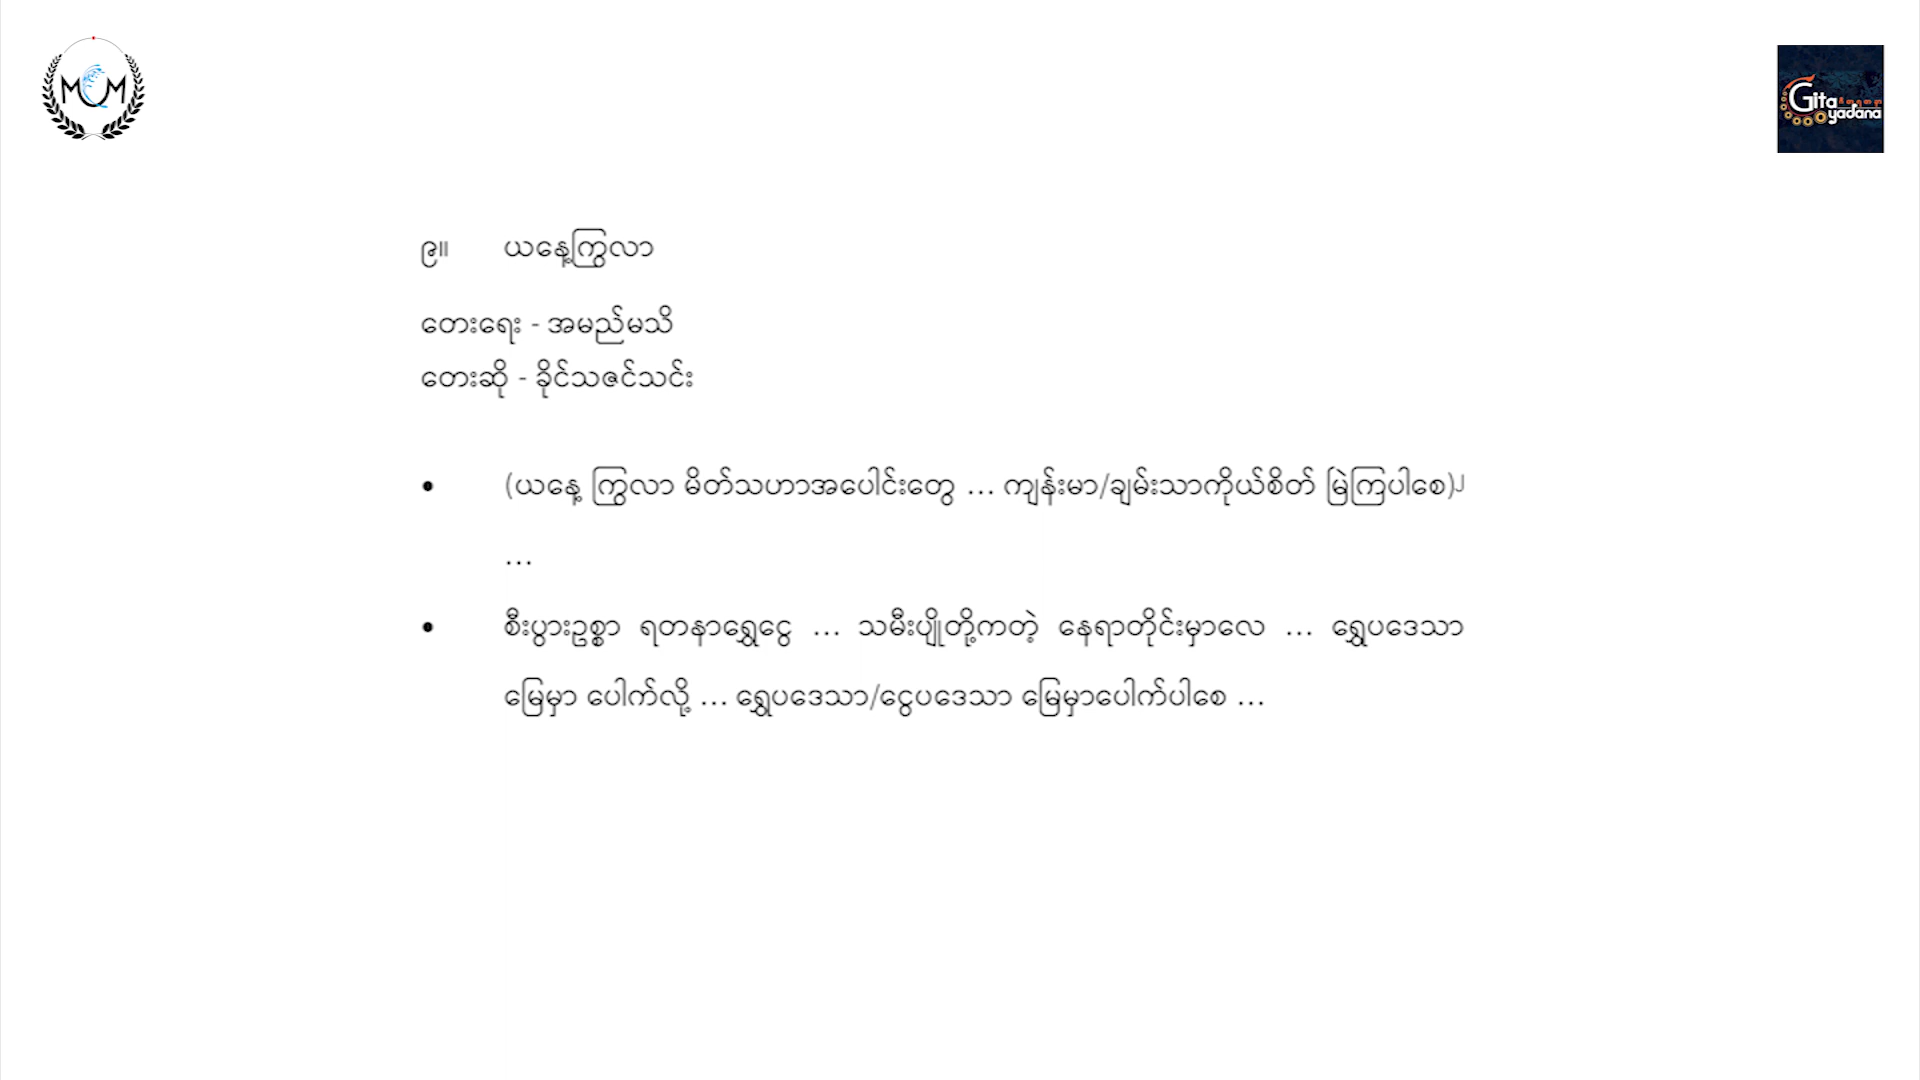 MUM
Gita
yadana
၉။ ယနေ့ကြွလာ
တေးရေး - အမည်မသိ
တေးဆို - ခိုင်သဇင်သင်း
• (ယနေ့ ကြွလာ မိတ်သဟာအပေါင်းတွေ ... ကျန်းမာ/ချမ်းသာကိုယ်စိတ် မြဲကြပါစေ)၂
...
• စီးပွားဥစ္စာ ရတနာရွှေငွေ ... သမီးပျိုတို့ကတဲ့ နေရာတိုင်းမှာလေ ... ရွှေပဒေသာ
မြေမှာ ပေါက်လို့ ... ရွှေပဒေသာ/ငွေပဒေသာ မြေမှာပေါက်ပါစေ ...